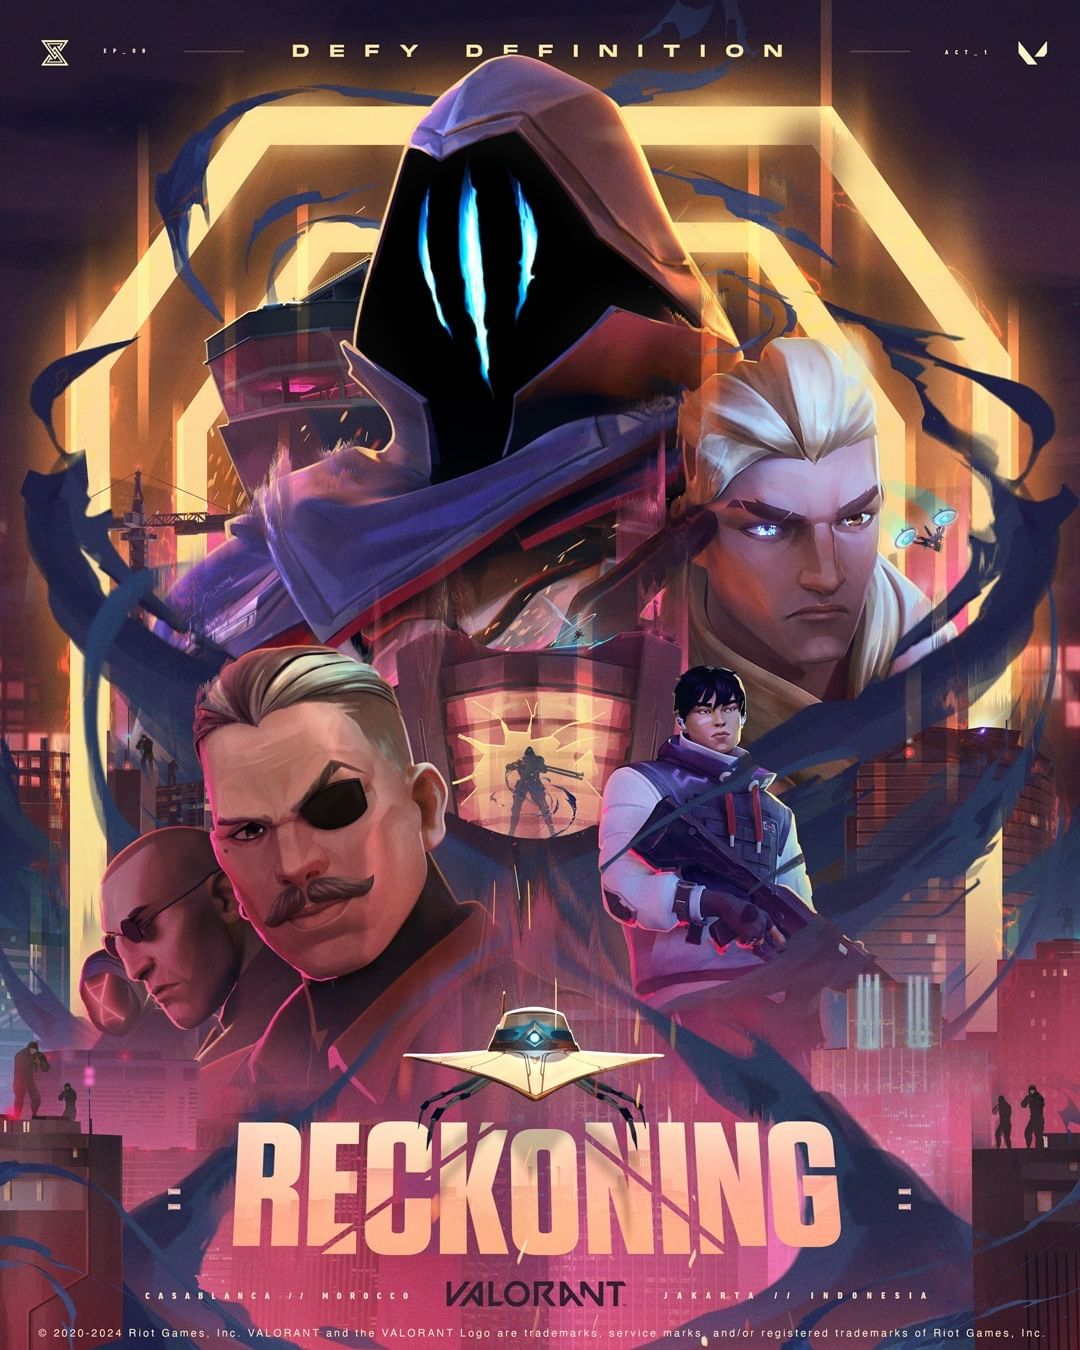 EP_08
DEFY DEFINITION
ACT_1
RECKONING
CASABLANCA // MOROCCO
VALORANT
JAKARTA // INDONESIA
© 2020-2024 Riot Games, Inc. VALORANT and the VALORANT Logo are trademarks, service marks, and/or registered trademarks of Riot Games, Inc.